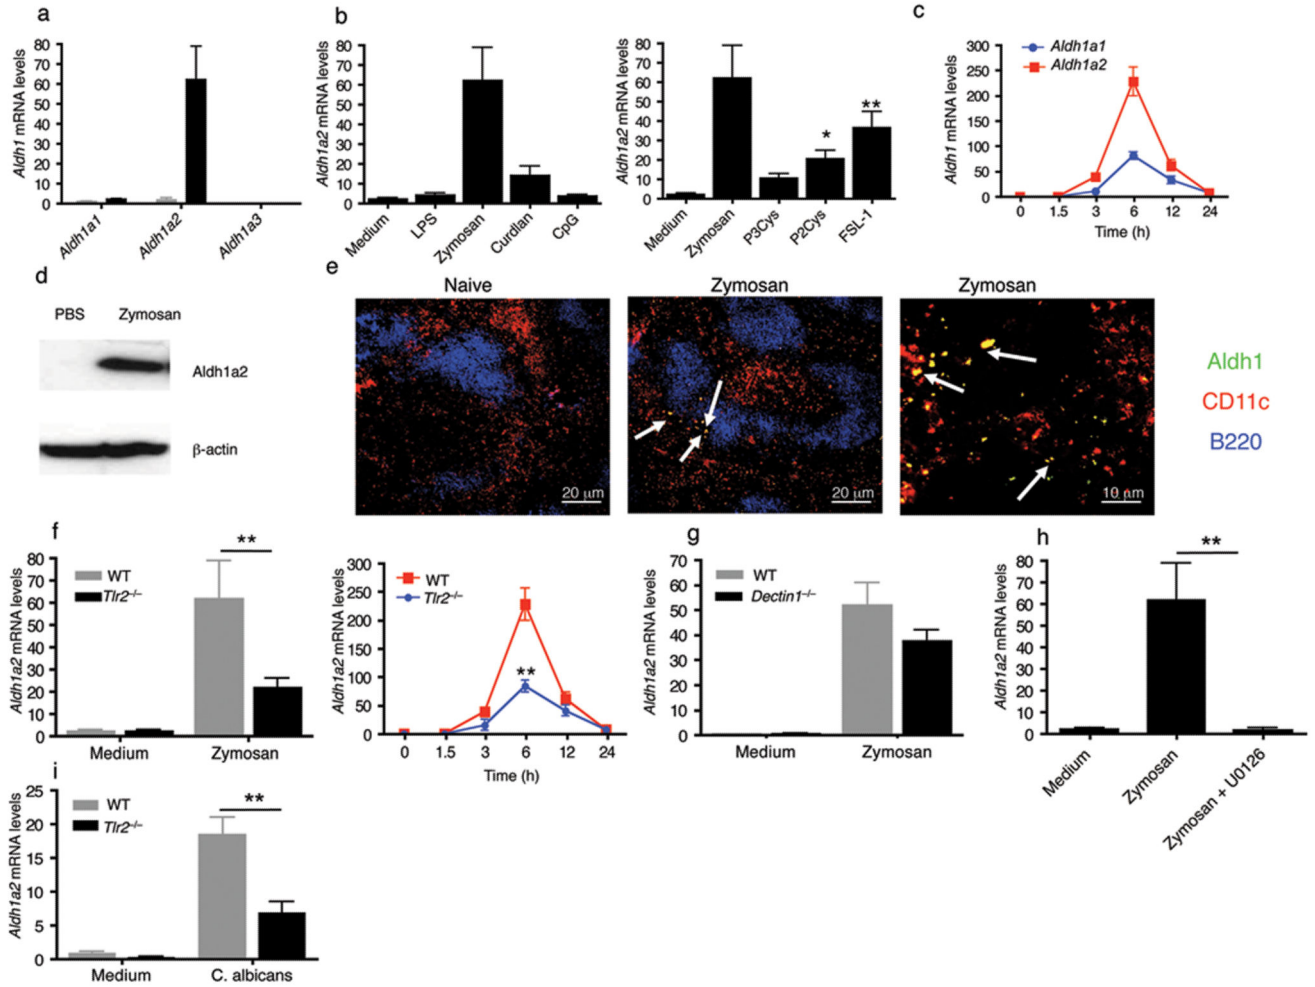 a
Aldh1 mRNA levels
80
70
60
50
40
30
20
10
0
Aldh1a1
Aldh1a2
Aldh1a3
b
Aldh1a2 mRNA levels
80
70
60
50
40
30
20
10
0
Medium
LPS
Zymosan
Curdlan
CpG
Aldh1a2 mRNA levels
80
70
60
50
40
30
20
10
0
*
**
Medium
Zymosan
P3Cys
P2Cys
FSL-1
c
Aldh1 mRNA levels
300
250
200
150
100
50
0
Aldh1a1
Aldh1a2
0 1.5 3 6 12 24
Time (h)
d
PBS Zymosan
Aldh1a2
β-actin
e
Naive
Zymosan
Zymosan
20 µm
20 µm
10 µm
Aldh1
CD11c
B220
f
Aldh1a2 mRNA levels
80
70
60
50
40
30
20
10
0
WT
Tlr2–/–
**
Medium Zymosan
Aldh1a2 mRNA levels
300
250
200
150
100
50
0
WT
Tlr2–/–
**
0 1.5 3 6 12 24
Time (h)
g
Aldh1a2 mRNA levels
70
60
50
40
30
20
10
0
WT
Dectin1–/–
Medium Zymosan
h
Aldh1a2 mRNA levels
80
70
60
50
40
30
20
10
0
**
Medium
Zymosan
Zymosan + U0126
i
Aldh1a2 mRNA levels
25
20
15
10
5
0
WT
Tlr2–/–
**
Medium C. albicans